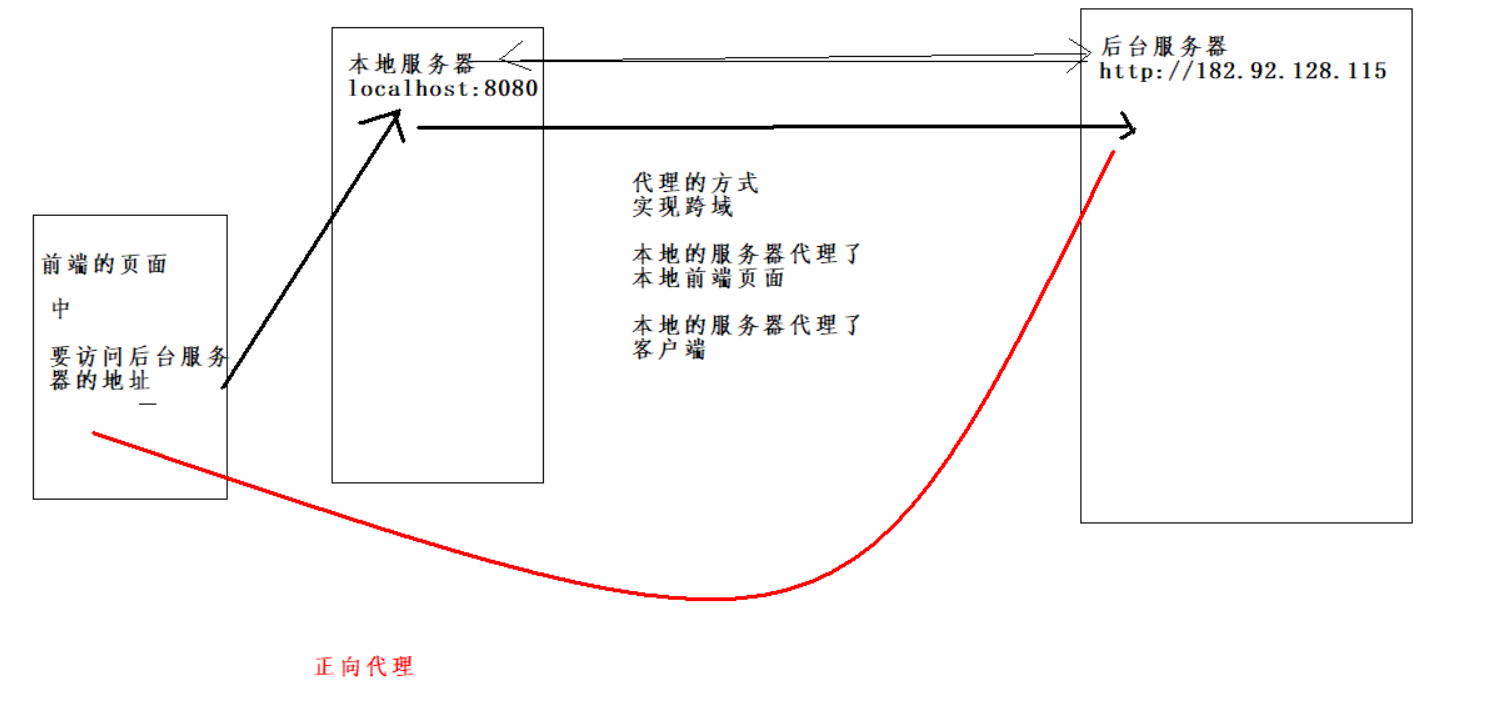 本地服务器
localhost:8080
后台服务器
http://182.92.128.115
前端的页面
中
要访问后台服务
器的地址
代理的方式
实现跨域
本地的服务器代理了
本地前端页面
本地的服务器代理了
客户端
正向代理